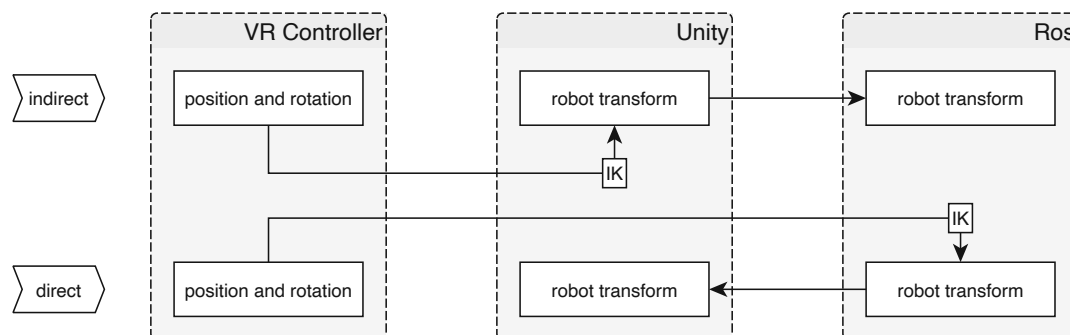 VR Controller
Unity
Ros
indirect
position and rotation
robot transform
robot transform
IK
IK
direct
position and rotation
robot transform
robot transform